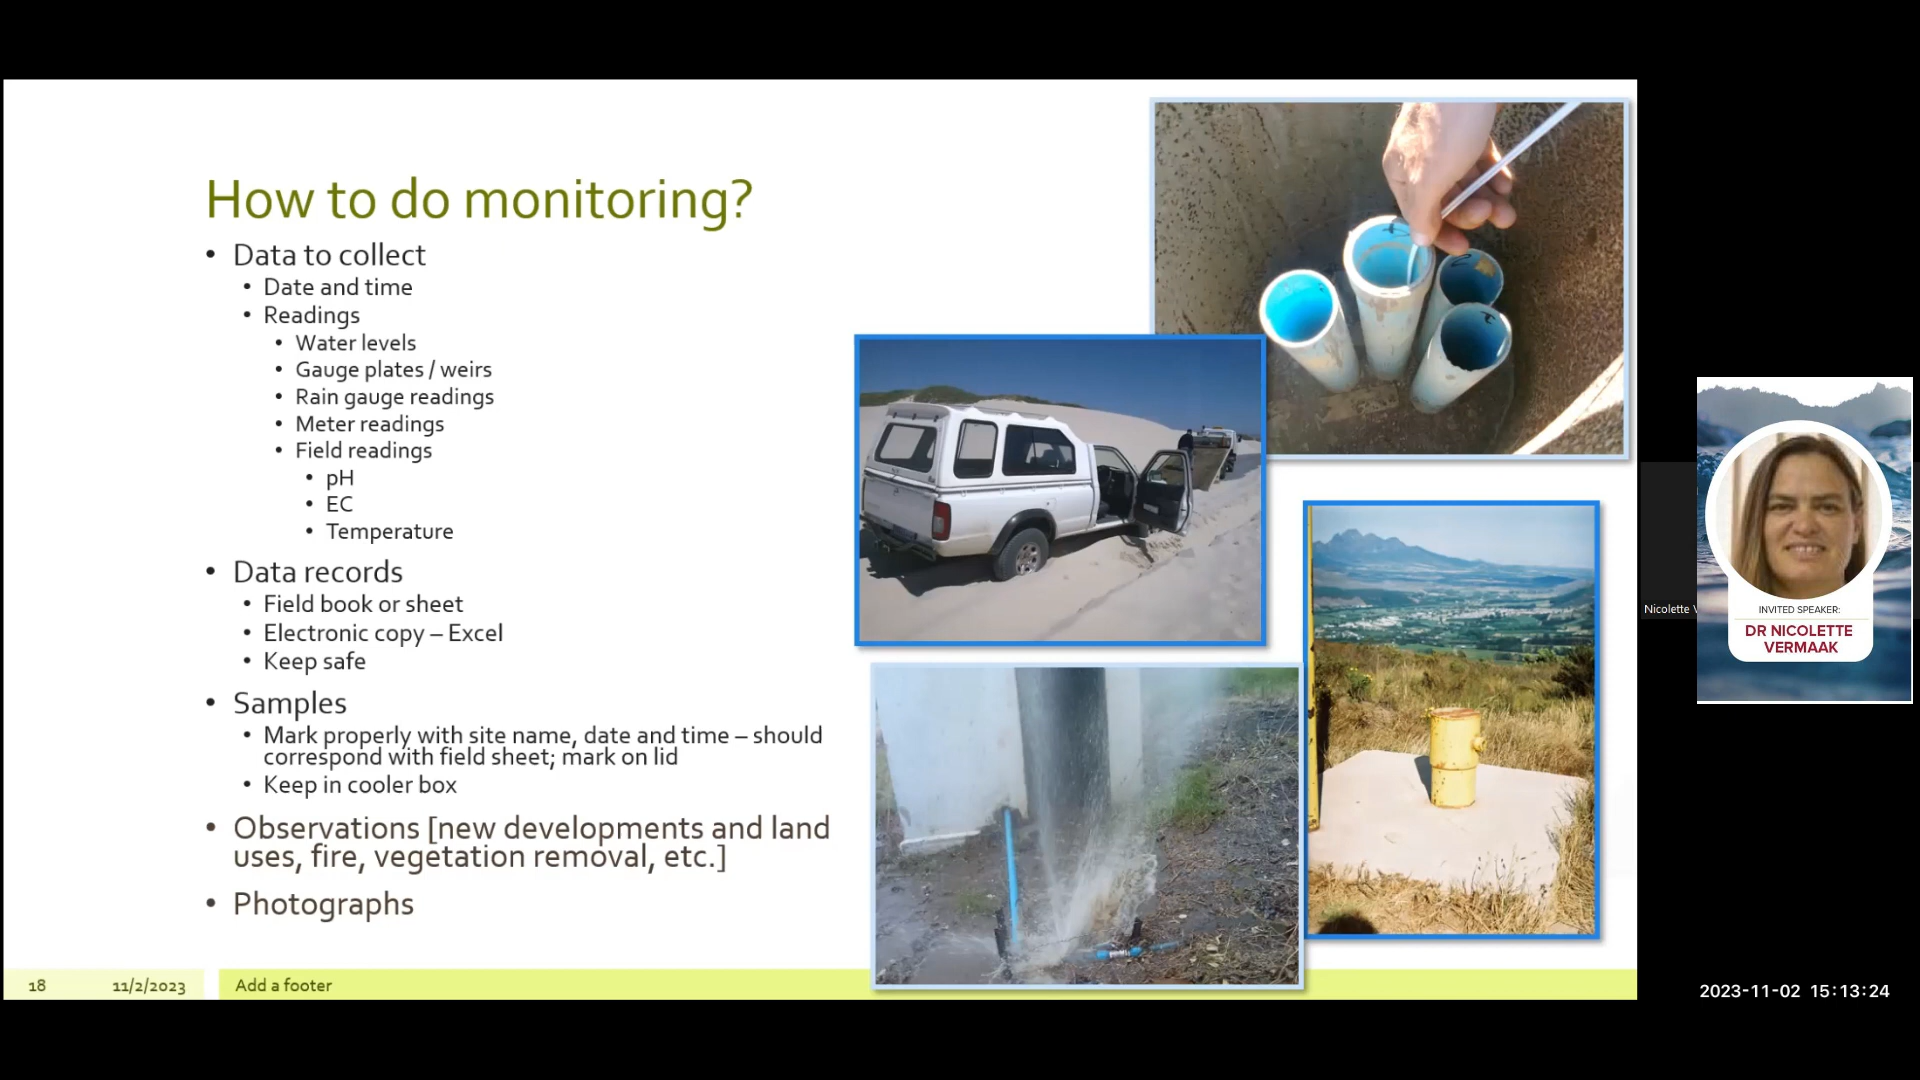 How to do monitoring?
• Data to collect
• Date and time
• Readings
• Water levels
• Gauge plates / weirs
• Rain gauge readings
• Meter readings
• Field readings
• pH
• EC
• Temperature
• Data records
• Field book or sheet
• Electronic copy – Excel
• Keep safe
• Samples
• Mark properly with site name, date and time – should
correspond with field sheet; mark on lid
• Keep in cooler box
• Observations [new developments and land
uses, fire, vegetation removal, etc.]
• Photographs
18
11/2/2023
Add a footer
Nicolette V
INVITED SPEAKER:
DR NICOLETTE
VERMAAK
2023-11-02 15:13:24